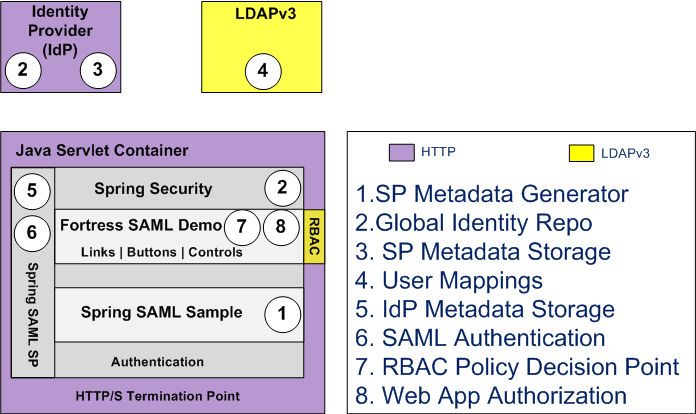 Identity
Provider
(IdP)
2
3
LDAPv3
4
Java Servlet Container
5
Spring Security
2
6
Fortress SAML Demo
7
8
RBAC
Links | Buttons | Controls
Spring SAML SP
Spring SAML Sample
1
Authentication
HTTP/S Termination Point
HTTP
LDAPv3
1.SP Metadata Generator
2.Global Identity Repo
3. SP Metadata Storage
4. User Mappings
5. IdP Metadata Storage
6. SAML Authentication
7. RBAC Policy Decision Point
8. Web App Authorization